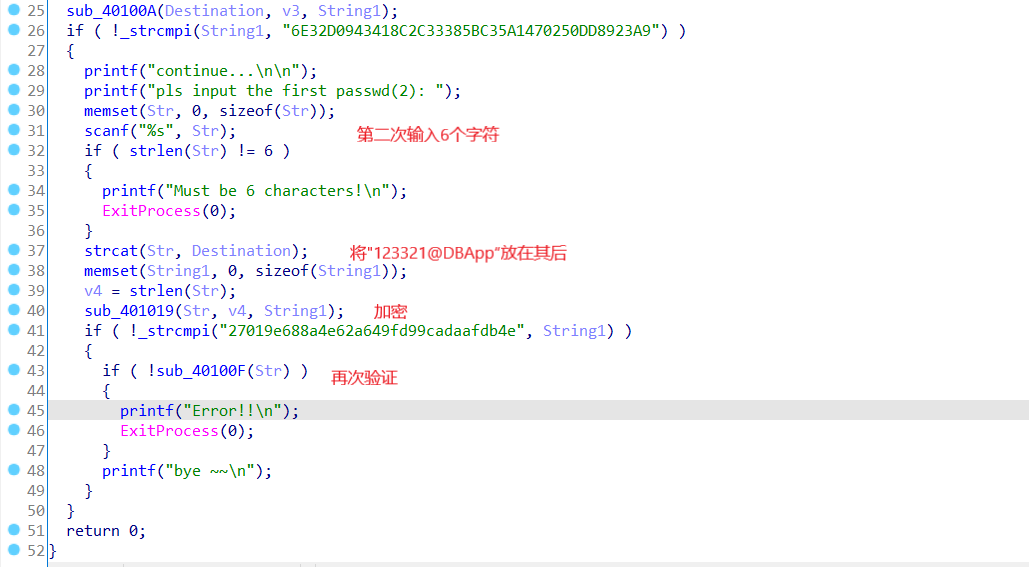 25 sub_40100A(Destination, v3, String1);
26 if ( !_strcmpi(String1, "6E32D0943418C2C33385BC35A1470250DD8923A9") )
27 {
28 printf("continue...\n\n");
29 printf("pls input the first passwd(2): ");
30 memset(Str, 0, sizeof(Str));
31 scanf("%s", Str); 第二次输入6个字符
32 if ( strlen(Str) != 6 )
33 {
34 printf("Must be 6 characters!\n");
35 ExitProcess(0);
36 }
37 strcat(Str, Destination); 将"123321@DBApp“放在其后
38 memset(String1, 0, sizeof(String1));
39 v4 = strlen(Str);
40 sub_401019(Str, v4, String1); 加密
41 if ( !_strcmpi("27019e688a4e62a649fd99cadaafdb4e", String1) )
42 {
43 if ( !sub_40100F(Str) ) 再次验证
44 {
45 printf("Error!!\n");
46 ExitProcess(0);
47 }
48 printf("bye ~~\n");
49 }
50 }
51 return 0;
52 }